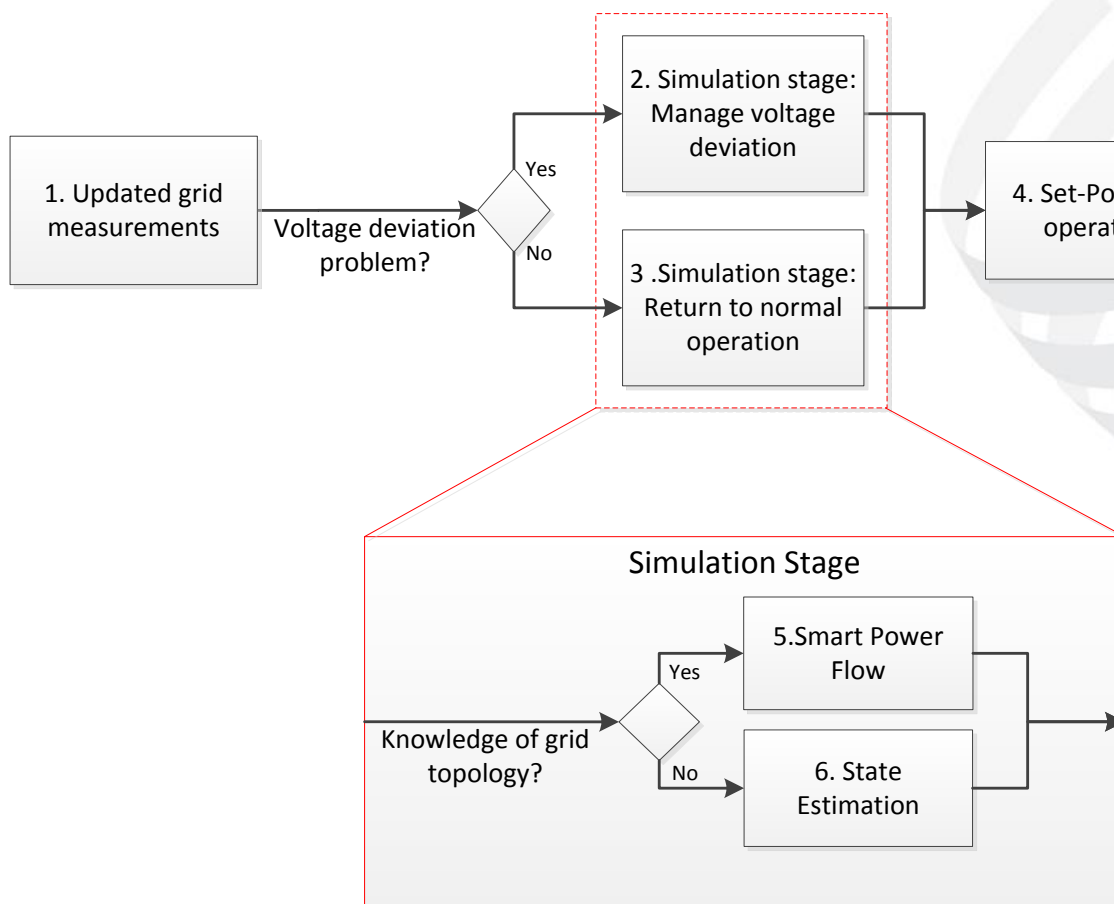 1. Updated grid
measurements
Voltage deviation
problem?
Yes
No
2. Simulation stage:
Manage voltage
deviation
3 .Simulation stage:
Return to normal
operation
4.
Simulation Stage
Knowledge of grid
topology?
Yes
No
5.Smart Power
Flow
6. State
Estimation